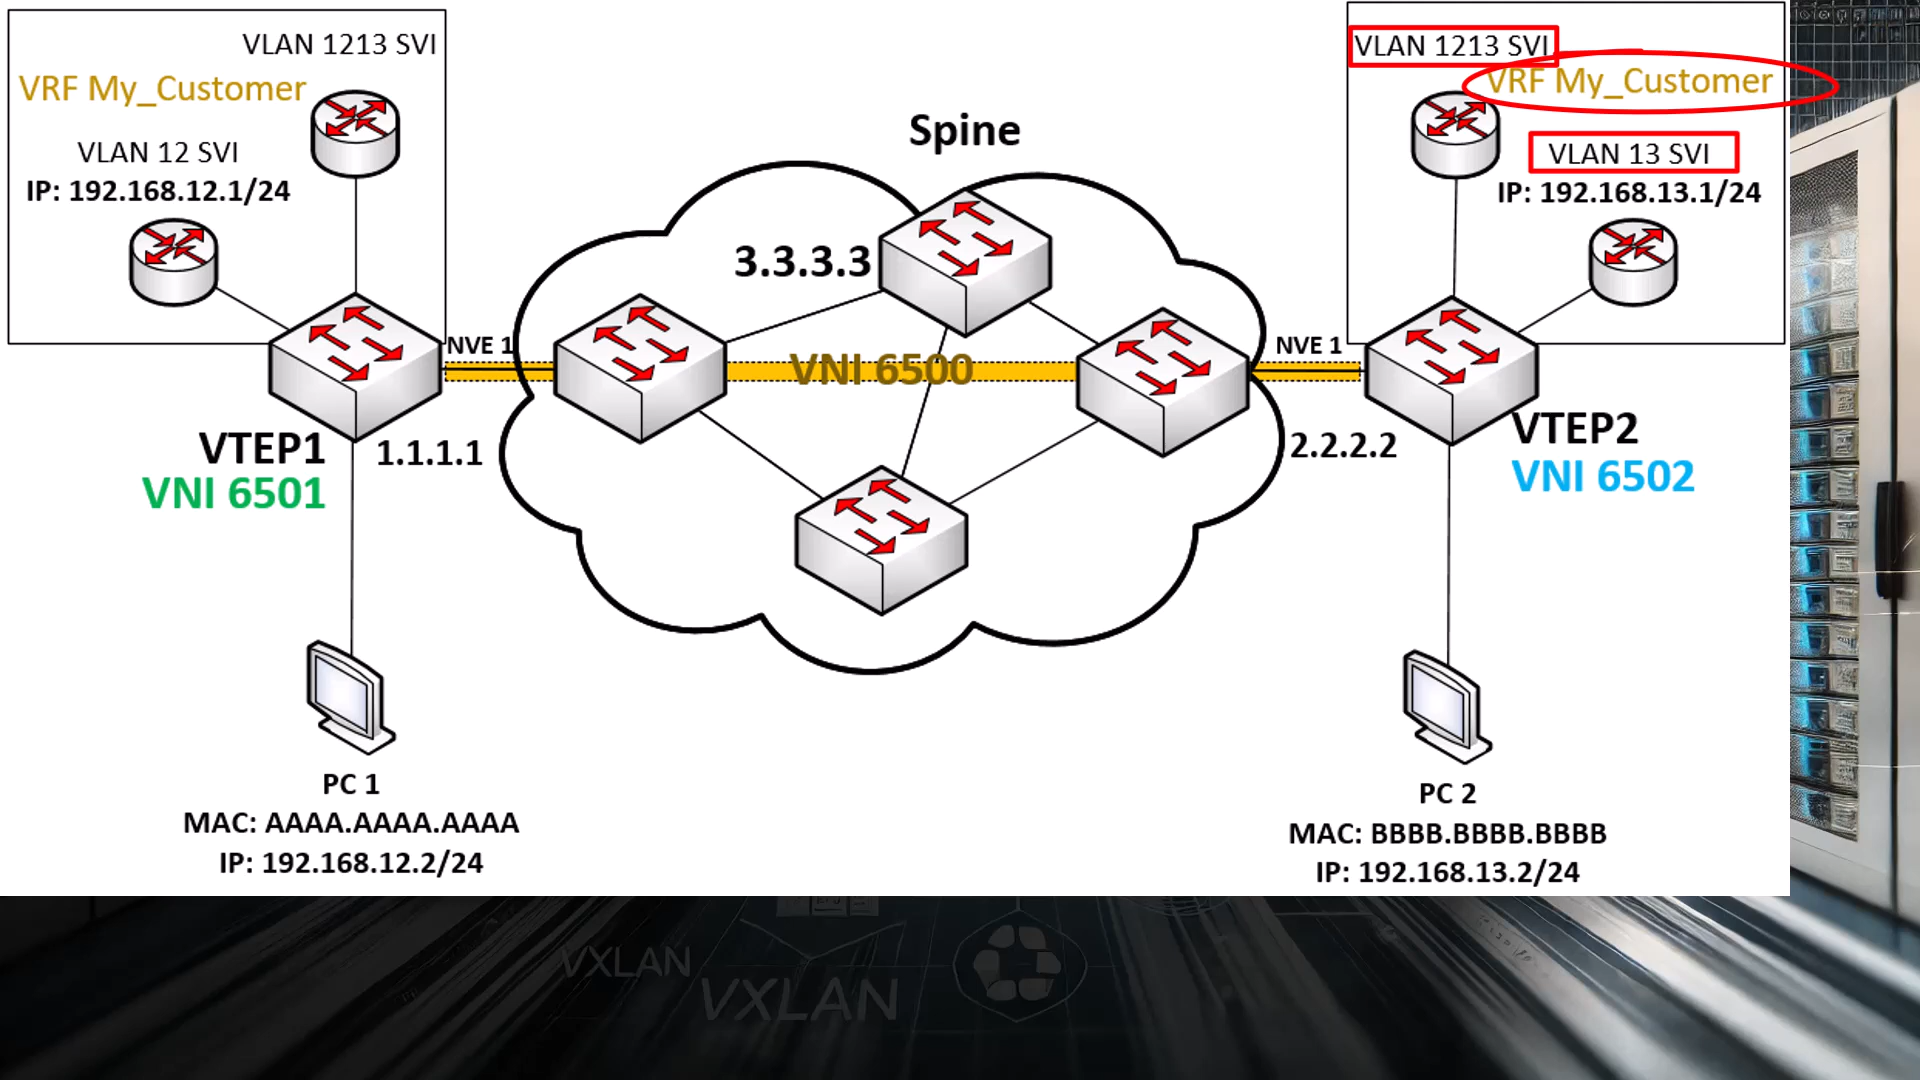 VLAN 1213 SVI
VRF My_Customer
VLAN 12 SVI
IP: 192.168.12.1/24
Spine
3.3.3.3
VLAN 1213 SVI
VRF My_Customer
VLAN 13 SVI
IP: 192.168.13.1/24
NVE 1
VNI 6500
NVE 1
VTEP1
1.1.1.1
VNI 6501
2.2.2.2
VTEP2
VNI 6502
PC 1
MAC: AAAA.AAAA.AAAA
IP: 192.168.12.2/24
PC 2
MAC: BBBB.BBBB.BBBB
IP: 192.168.13.2/24
VXLAN
VXLAN